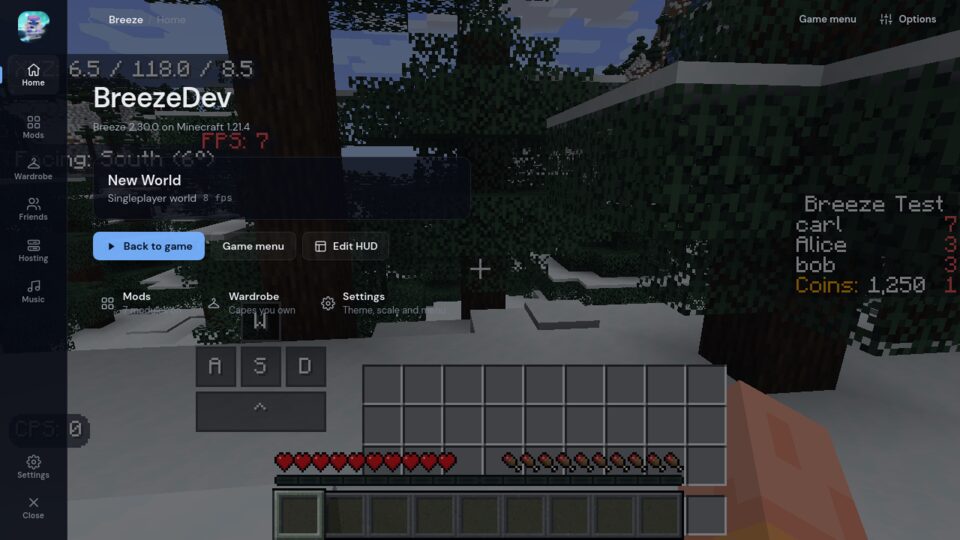 Breeze / Home
Game menu
Options
Home
6.5 / 118.0 / 8.5
BreezeDev
Breeze 2.30.0 on Minecraft 1.21.4
FPS: 7
Mods
Facing: South (6°)
Wardrobe
New World
Singleplayer world 8 fps
Friends
Breeze Test
carl 7
Alice 3
bob 3
Coins: 1,250 1
Hosting
Back to game
Game menu
Edit HUD
Music
Mods
Wardrobe
Capes you own
Settings
Theme, scale and menu
W
A S D
^
CPS: 0
Settings
Close